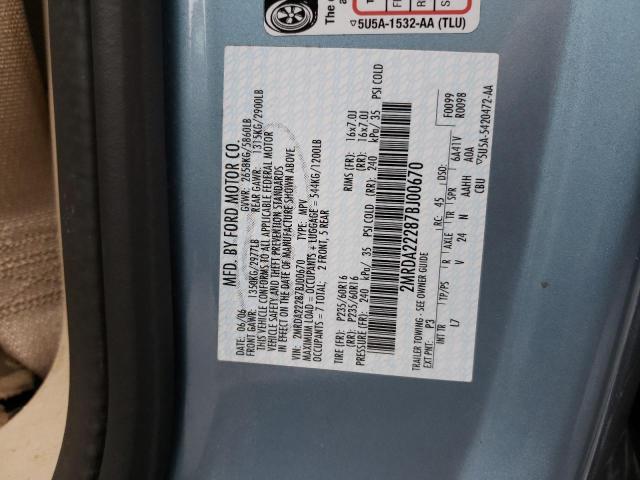 The
a
5U5A-1532-AA (TLU)
MFD. BY FORD MOTOR CO.
DATE: 06/06 GVWR: 2658KG/5860LB
FRONT GAWR: 1350KG/2977LB REAR GAWR: 1315KG/2900LB
THIS VEHICLE CONFORMS TO ALL APPLICABLE FEDERAL MOTOR
VEHICLE SAFETY AND THEFT PREVENTION STANDARDS
IN EFFECT ON THE DATE OF MANUFACTURE SHOWN ABOVE.
VIN: 2MRDA22287BJ00670 TYPE: MPV
MAXIMUM LOAD = OCCUPANTS + LUGGAGE = 544KG/1200LB
OCCUPANTS = 7 TOTAL: 2 FRONT, 5 REAR
TIRE (FR): P235/60R16 RIMS (FR): 16x7.0J
(RR): P235/60R16 (RR): 16x7.0J
PRESSURE (FR): 240 kPa/ 35 PSI COLD (RR): 240 kPa/ 35 PSI COLD
2MRDA22287BJ00670
TRAILER TOWING - SEE OWNER GUIDE
EXT PNT: P3 RC: 45 DSO: F0099
R0098
INT TR TP/PS R AXLE TR SPR 6A41V
L7 V 24 N AAHH AOA
CBU 5U5A-5420472-AA